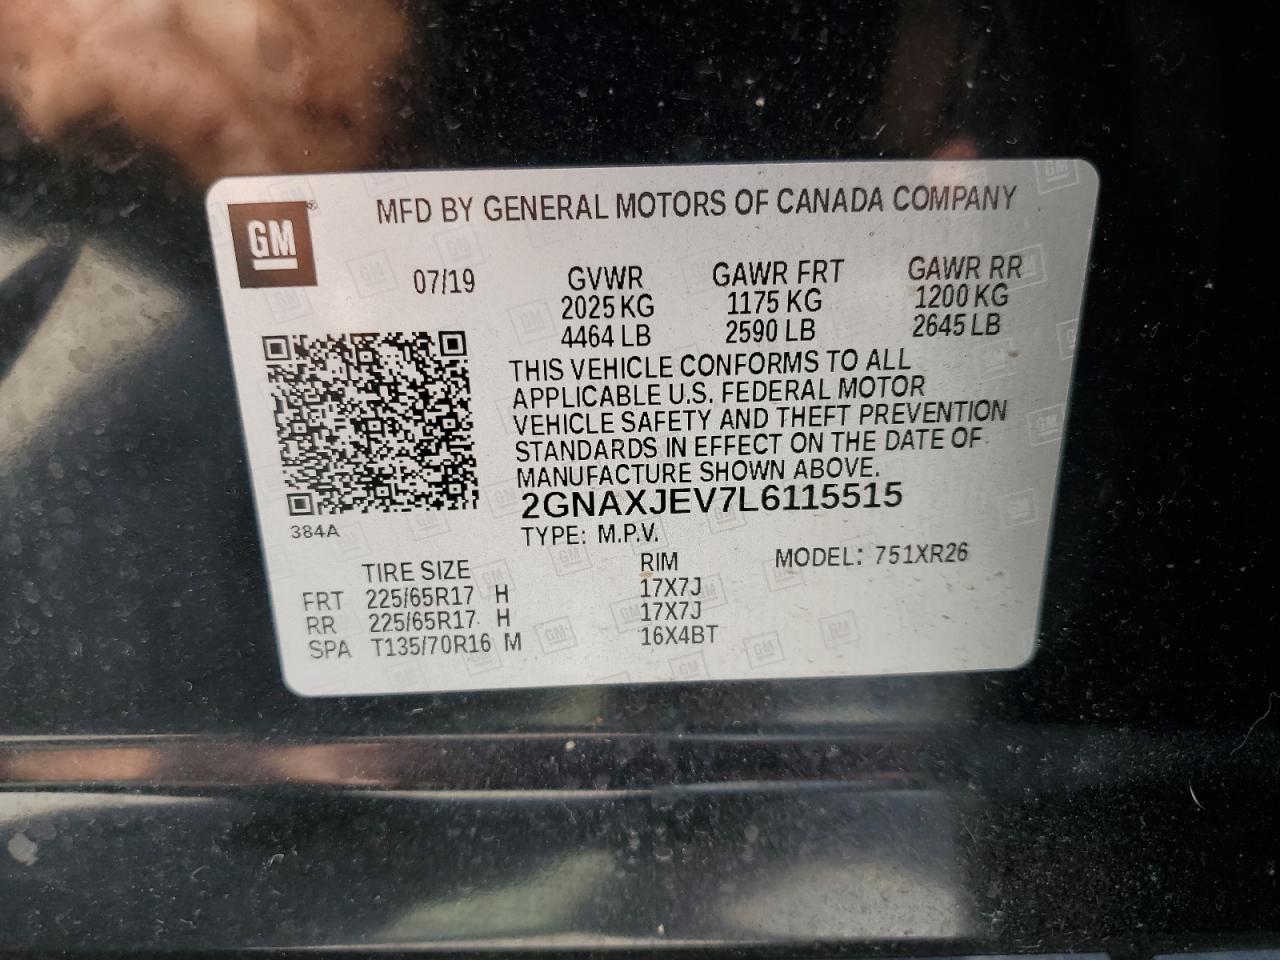 GM
MFD BY GENERAL MOTORS OF CANADA COMPANY
07/19 GVWR GAWR FRT GAWR RR
2025 KG 1175 KG 1200 KG
4464 LB 2590 LB 2645 LB
THIS VEHICLE CONFORMS TO ALL
APPLICABLE U.S. FEDERAL MOTOR
VEHICLE SAFETY AND THEFT PREVENTION
STANDARDS IN EFFECT ON THE DATE OF
MANUFACTURE SHOWN ABOVE.
2GNAXJEV7L6115515
384A
TYPE: M.P.V.
TIRE SIZE RIM MODEL: 751XR26
FRT 225/65R17 H 17X7J
RR 225/65R17 H 17X7J
SPA T135/70R16 M 16X4BT